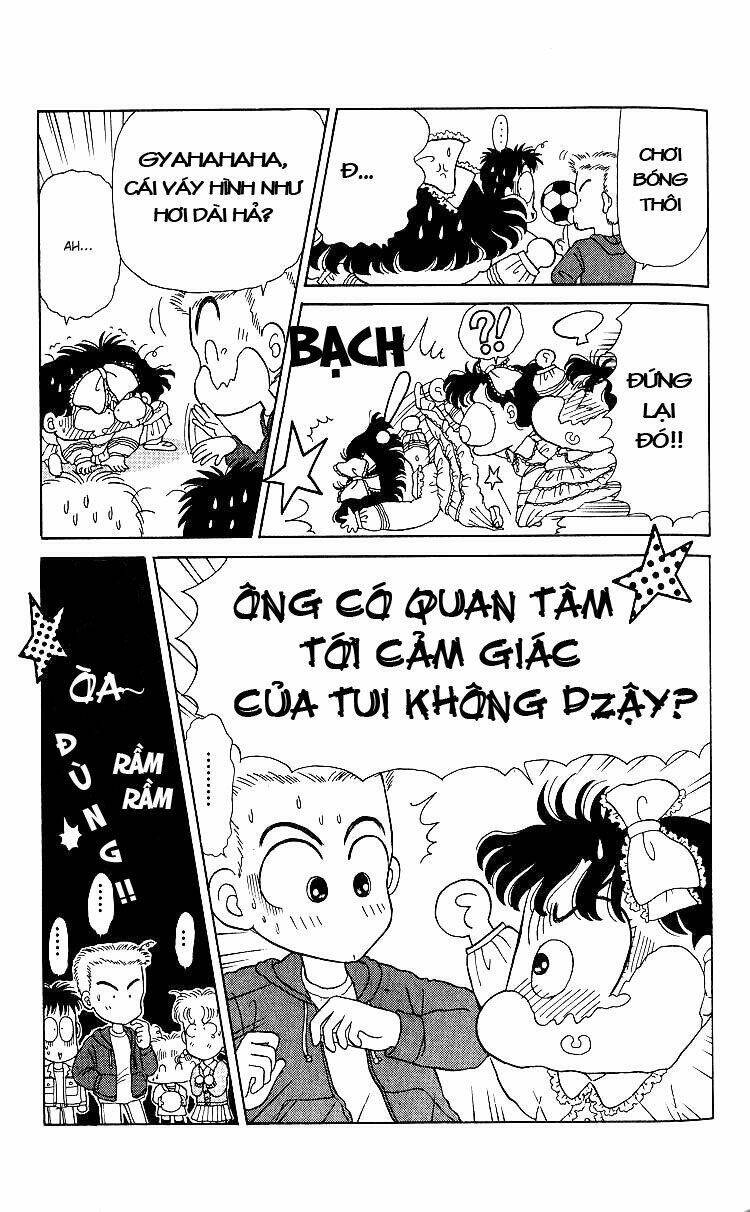 GYAHAHAHA,
CÁI VÁY HÌNH NHƯ
HƠI DÀI HẢ?
AH...
Đ...
....
CHƠI
BÓNG
THÔI
BẠCH
?!
ĐỨNG
LẠI
ĐÓ!!
ÔNG CÓ QUAN TÂM
TỚI CẢM GIÁC
CỦA TUI KHÔNG DZẬY?
ÒA~
ĐÙNG!!
RẦM
RẦM